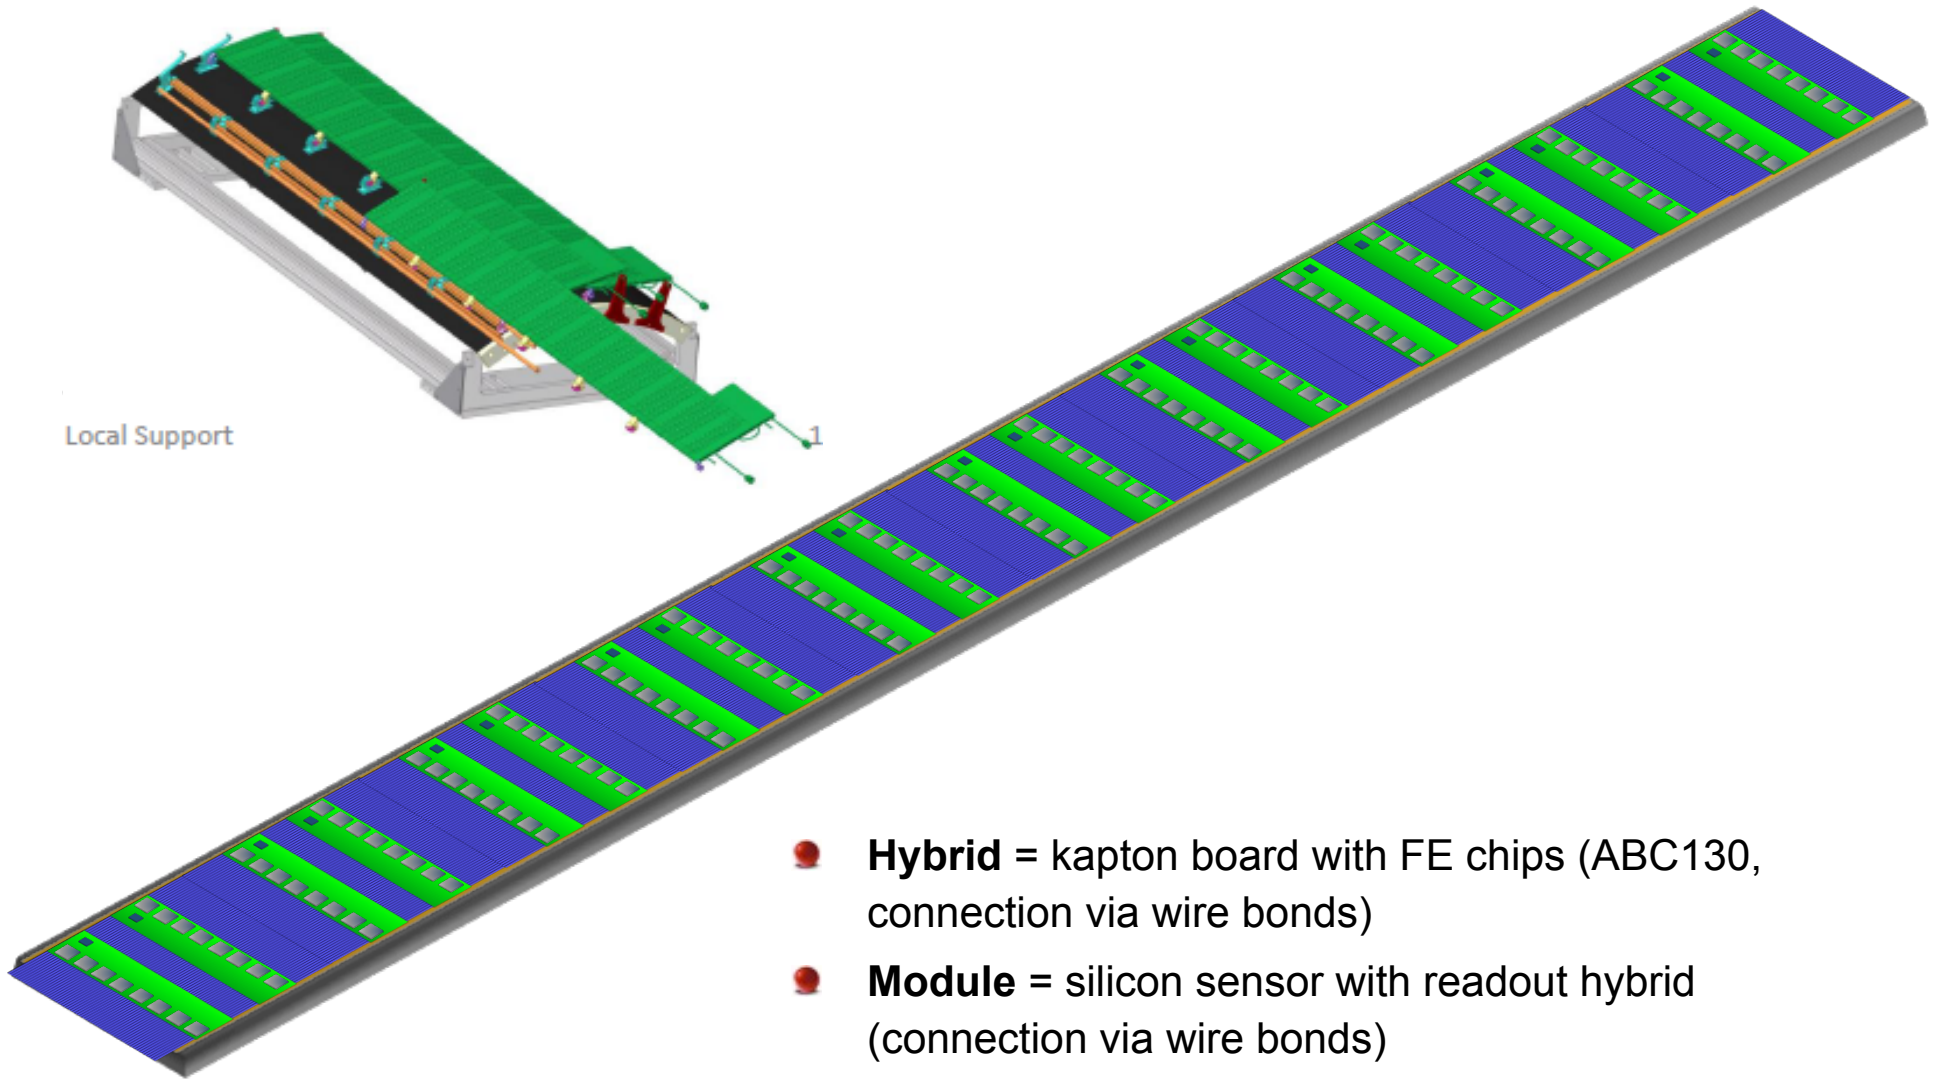 Local Support
1
Hybrid = kapton board with FE chips (ABC130,
connection via wire bonds)
Module = silicon sensor with readout hybrid
(connection via wire bonds)